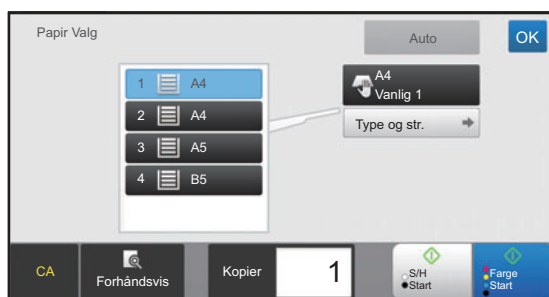 Papir Valg
Auto
OK
1 A4
2 A4
3 A5
4 B5
A4
Vanlig 1
Type og str.
CA
Forhåndsvis
Kopier
1
S/H
Start
Farge
Start